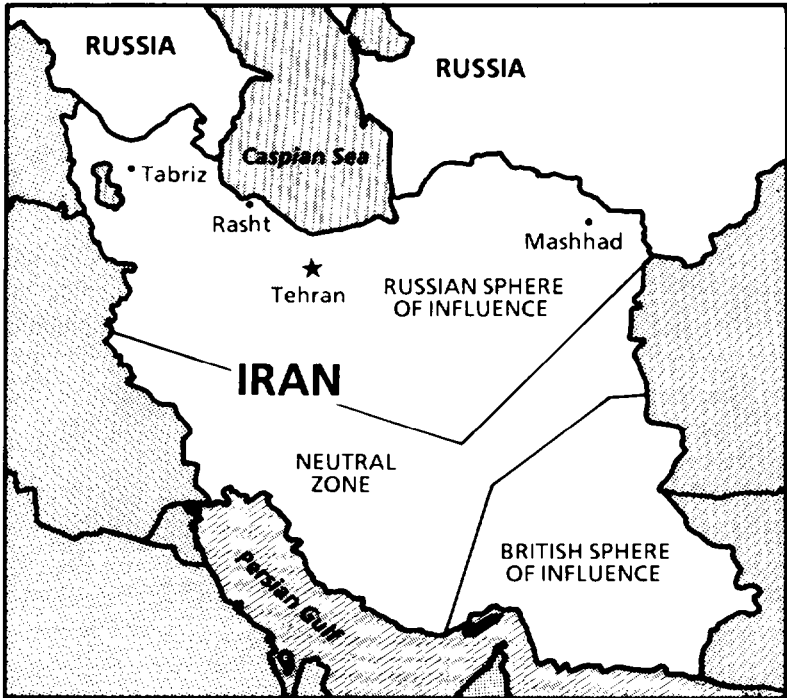 RUSSIA
RUSSIA
Caspian Sea
Tabriz
Rasht
Mashhad
Tehran
RUSSIAN SPHERE
OF INFLUENCE
IRAN
NEUTRAL
ZONE
BRITISH SPHERE
OF INFLUENCE
Persian Gulf